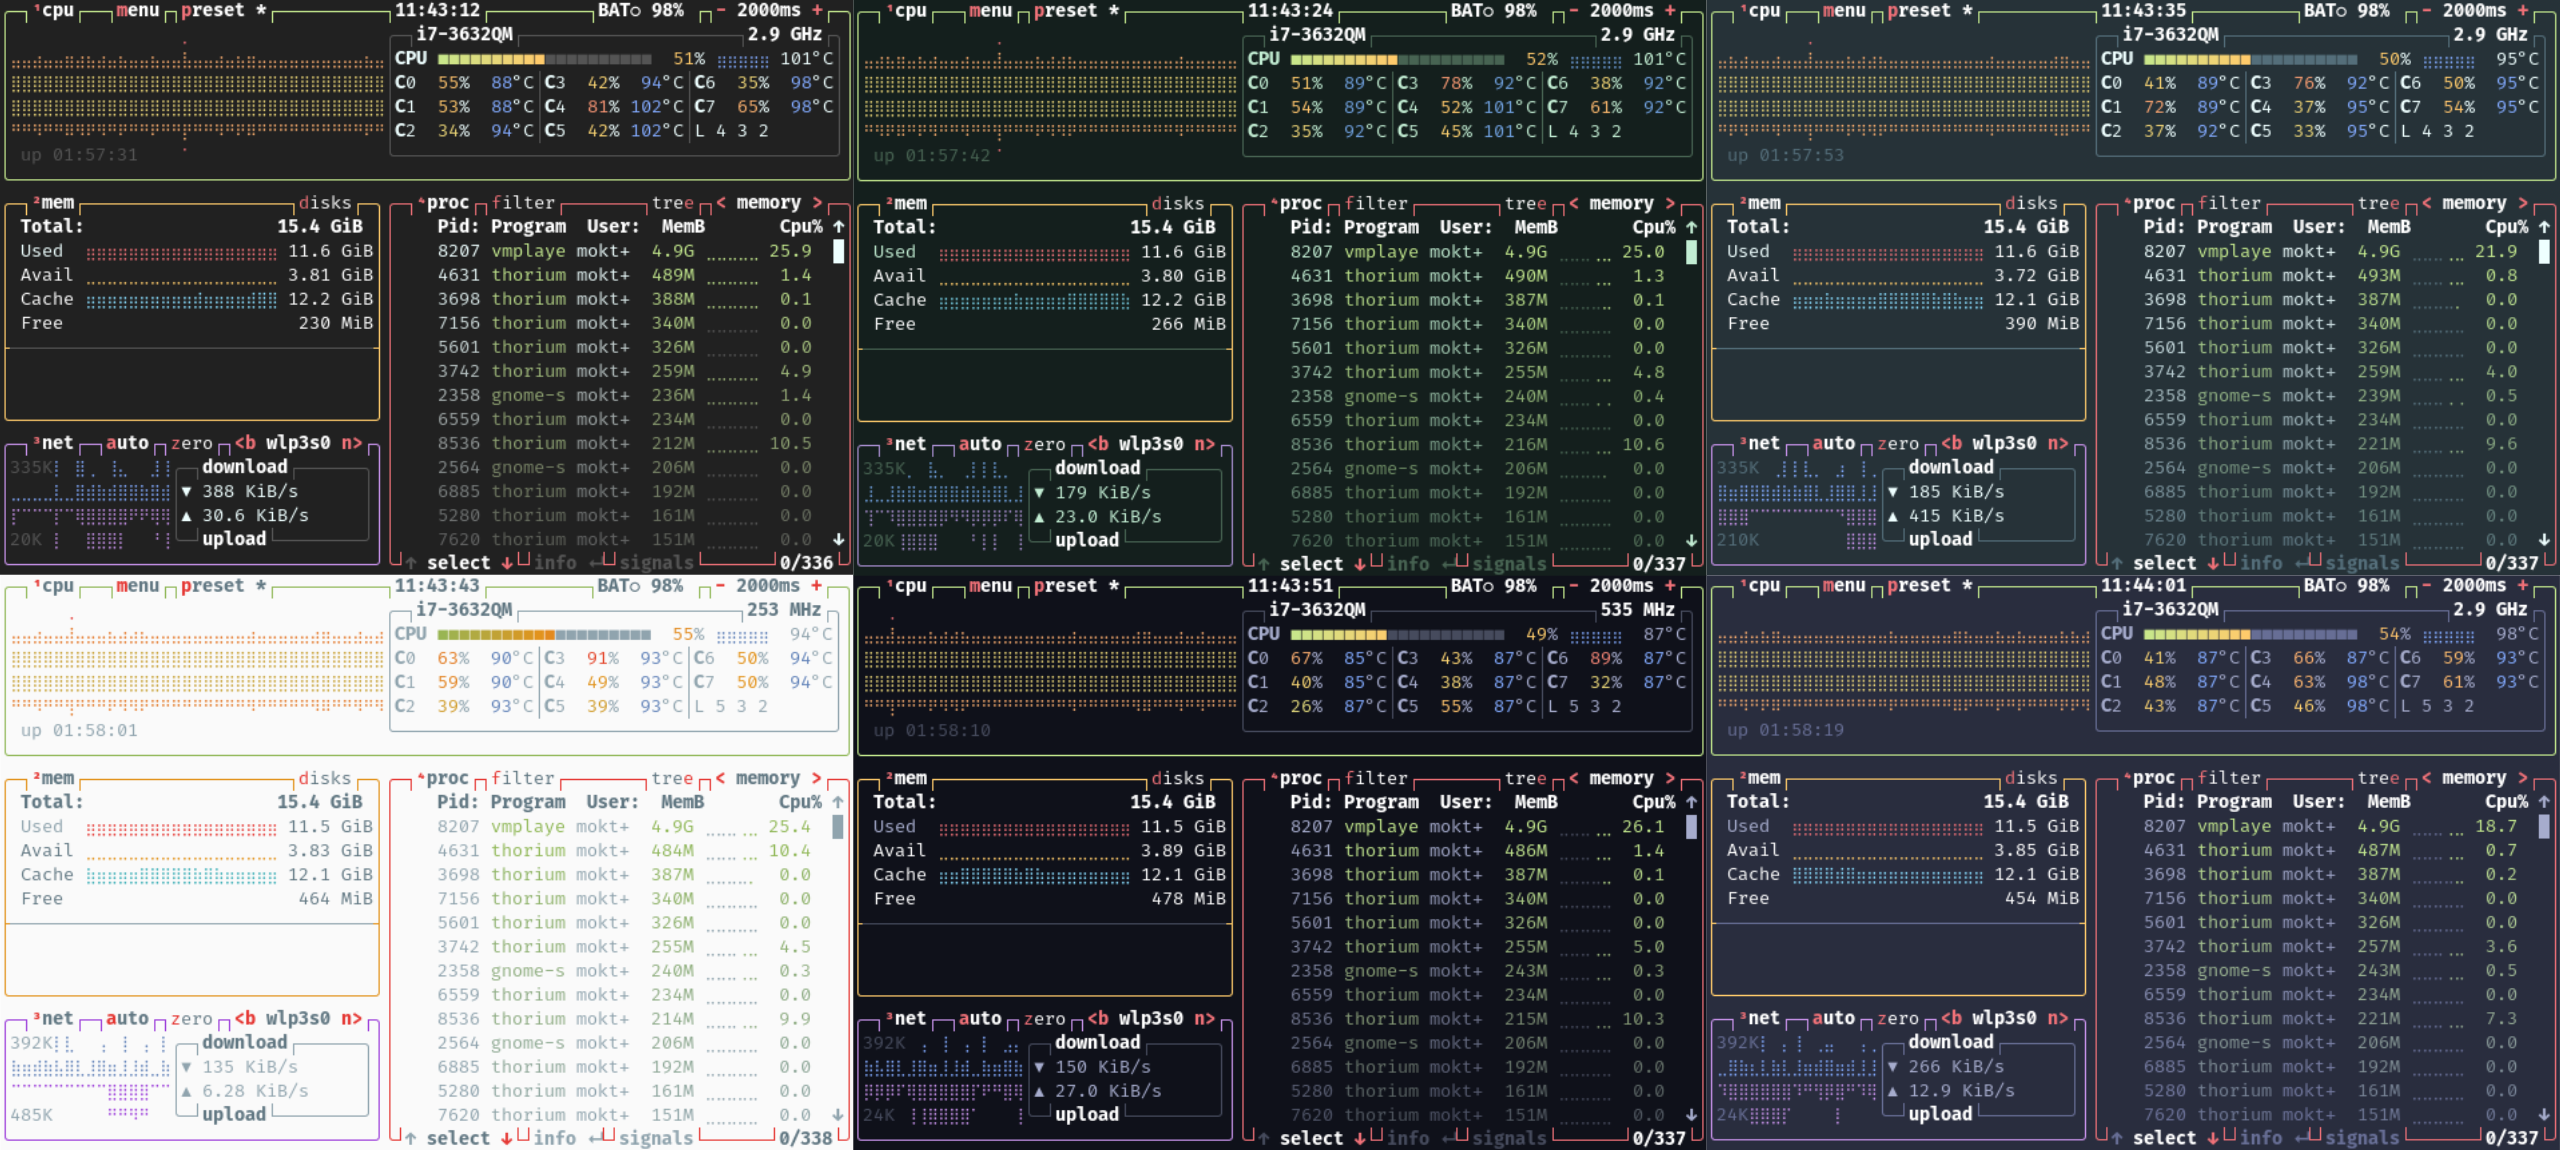 ¹cpu menu preset * 11:43:12 BAT○ 98% - 2000ms +
i7-3632QM 2.9 GHz
CPU 51% 101°C
C0 55% 88°C C3 42% 94°C C6 35% 98°C
C1 53% 88°C C4 81% 102°C C7 65% 98°C
C2 34% 94°C C5 42% 102°C L 4 3 2
up 01:57:31
²mem disks
Total: 15.4 GiB
Used 11.6 GiB
Avail 3.81 GiB
Cache 12.2 GiB
Free 230 MiB
³net auto zero <b wlp3s0 n>
335K download
▼ 388 KiB/s
▲ 30.6 KiB/s
20K upload
⁴proc filter tree < memory >
Pid: Program User: MemB Cpu% ↑
8207 vmplaye mokt+ 4.9G 25.9
4631 thorium mokt+ 489M 1.4
3698 thorium mokt+ 388M 0.1
7156 thorium mokt+ 340M 0.0
5601 thorium mokt+ 326M 0.0
3742 thorium mokt+ 259M 4.9
2358 gnome-s mokt+ 236M 1.4
6559 thorium mokt+ 234M 0.0
8536 thorium mokt+ 212M 10.5
2564 gnome-s mokt+ 206M 0.0
6885 thorium mokt+ 192M 0.0
5280 thorium mokt+ 161M 0.0
7620 thorium mokt+ 151M 0.0 ↓
↑ select ↓ info ↵ signals 0/336
¹cpu menu preset * 11:43:24 BAT○ 98% - 2000ms +
i7-3632QM 2.9 GHz
CPU 52% 101°C
C0 51% 89°C C3 78% 92°C C6 38% 92°C
C1 54% 89°C C4 52% 101°C C7 61% 92°C
C2 35% 92°C C5 45% 101°C L 4 3 2
up 01:57:42
²mem disks
Total: 15.4 GiB
Used 11.6 GiB
Avail 3.80 GiB
Cache 12.2 GiB
Free 266 MiB
³net auto zero <b wlp3s0 n>
335K download
▼ 179 KiB/s
▲ 23.0 KiB/s
20K upload
⁴proc filter tree < memory >
Pid: Program User: MemB Cpu% ↑
8207 vmplaye mokt+ 4.9G 25.0
4631 thorium mokt+ 490M 1.3
3698 thorium mokt+ 387M 0.1
7156 thorium mokt+ 340M 0.0
5601 thorium mokt+ 326M 0.0
3742 thorium mokt+ 255M 4.8
2358 gnome-s mokt+ 240M 0.4
6559 thorium mokt+ 234M 0.0
8536 thorium mokt+ 216M 10.6
2564 gnome-s mokt+ 206M 0.0
6885 thorium mokt+ 192M 0.0
5280 thorium mokt+ 161M 0.0
7620 thorium mokt+ 151M 0.0 ↓
↑ select ↓ info ↵ signals 0/337
¹cpu menu preset * 11:43:35 BAT○ 98% - 2000ms +
i7-3632QM 2.9 GHz
CPU 50% 95°C
C0 41% 89°C C3 76% 92°C C6 50% 95°C
C1 72% 89°C C4 37% 95°C C7 54% 95°C
C2 37% 92°C C5 33% 95°C L 4 3 2
up 01:57:53
²mem disks
Total: 15.4 GiB
Used 11.6 GiB
Avail 3.72 GiB
Cache 12.1 GiB
Free 390 MiB
³net auto zero <b wlp3s0 n>
335K download
▼ 185 KiB/s
▲ 415 KiB/s
210K upload
⁴proc filter tree < memory >
Pid: Program User: MemB Cpu% ↑
8207 vmplaye mokt+ 4.9G 21.9
4631 thorium mokt+ 493M 0.8
3698 thorium mokt+ 387M 0.0
7156 thorium mokt+ 340M 0.0
5601 thorium mokt+ 326M 0.0
3742 thorium mokt+ 259M 4.0
2358 gnome-s mokt+ 239M 0.5
6559 thorium mokt+ 234M 0.0
8536 thorium mokt+ 221M 9.6
2564 gnome-s mokt+ 206M 0.0
6885 thorium mokt+ 192M 0.0
5280 thorium mokt+ 161M 0.0
7620 thorium mokt+ 151M 0.0 ↓
↑ select ↓ info ↵ signals 0/337
¹cpu menu preset * 11:43:43 BAT○ 98% - 2000ms +
i7-3632QM 253 MHz
CPU 55% 94°C
C0 63% 90°C C3 91% 93°C C6 50% 94°C
C1 59% 90°C C4 49% 93°C C7 50% 94°C
C2 39% 93°C C5 39% 93°C L 5 3 2
up 01:58:01
²mem disks
Total: 15.4 GiB
Used 11.5 GiB
Avail 3.83 GiB
Cache 12.1 GiB
Free 464 MiB
³net auto zero <b wlp3s0 n>
392K download
▼ 135 KiB/s
▲ 6.28 KiB/s
485K upload
⁴proc filter tree < memory >
Pid: Program User: MemB Cpu% ↑
8207 vmplaye mokt+ 4.9G 25.4
4631 thorium mokt+ 484M 10.4
3698 thorium mokt+ 387M 0.0
7156 thorium mokt+ 340M 0.0
5601 thorium mokt+ 326M 0.0
3742 thorium mokt+ 255M 4.5
2358 gnome-s mokt+ 240M 0.3
6559 thorium mokt+ 234M 0.0
8536 thorium mokt+ 214M 9.9
2564 gnome-s mokt+ 206M 0.0
6885 thorium mokt+ 192M 0.0
5280 thorium mokt+ 161M 0.0
7620 thorium mokt+ 151M 0.0 ↓
↑ select ↓ info ↵ signals 0/338
¹cpu menu preset * 11:43:51 BAT○ 98% - 2000ms +
i7-3632QM 535 MHz
CPU 49% 87°C
C0 67% 85°C C3 43% 87°C C6 89% 87°C
C1 40% 85°C C4 38% 87°C C7 32% 87°C
C2 26% 87°C C5 55% 87°C L 5 3 2
up 01:58:10
²mem disks
Total: 15.4 GiB
Used 11.5 GiB
Avail 3.89 GiB
Cache 12.1 GiB
Free 478 MiB
³net auto zero <b wlp3s0 n>
392K download
▼ 150 KiB/s
▲ 27.0 KiB/s
24K upload
⁴proc filter tree < memory >
Pid: Program User: MemB Cpu% ↑
8207 vmplaye mokt+ 4.9G 26.1
4631 thorium mokt+ 486M 1.4
3698 thorium mokt+ 387M 0.1
7156 thorium mokt+ 340M 0.0
5601 thorium mokt+ 326M 0.0
3742 thorium mokt+ 255M 5.0
2358 gnome-s mokt+ 243M 0.3
6559 thorium mokt+ 234M 0.0
8536 thorium mokt+ 215M 10.3
2564 gnome-s mokt+ 206M 0.0
6885 thorium mokt+ 192M 0.0
5280 thorium mokt+ 161M 0.0
7620 thorium mokt+ 151M 0.0 ↓
↑ select ↓ info ↵ signals 0/337
¹cpu menu preset * 11:44:01 BAT○ 98% - 2000ms +
i7-3632QM 2.9 GHz
CPU 54% 98°C
C0 41% 87°C C3 66% 87°C C6 59% 93°C
C1 48% 87°C C4 63% 98°C C7 61% 93°C
C2 43% 87°C C5 46% 98°C L 5 3 2
up 01:58:19
²mem disks
Total: 15.4 GiB
Used 11.5 GiB
Avail 3.85 GiB
Cache 12.1 GiB
Free 454 MiB
³net auto zero <b wlp3s0 n>
392K download
▼ 266 KiB/s
▲ 12.9 KiB/s
24K upload
⁴proc filter tree < memory >
Pid: Program User: MemB Cpu% ↑
8207 vmplaye mokt+ 4.9G 18.7
4631 thorium mokt+ 487M 0.7
3698 thorium mokt+ 387M 0.2
7156 thorium mokt+ 340M 0.0
5601 thorium mokt+ 326M 0.0
3742 thorium mokt+ 257M 3.6
2358 gnome-s mokt+ 243M 0.5
6559 thorium mokt+ 234M 0.0
8536 thorium mokt+ 221M 7.3
2564 gnome-s mokt+ 206M 0.0
6885 thorium mokt+ 192M 0.0
5280 thorium mokt+ 161M 0.0
7620 thorium mokt+ 151M 0.0 ↓
↑ select ↓ info ↵ signals 0/337